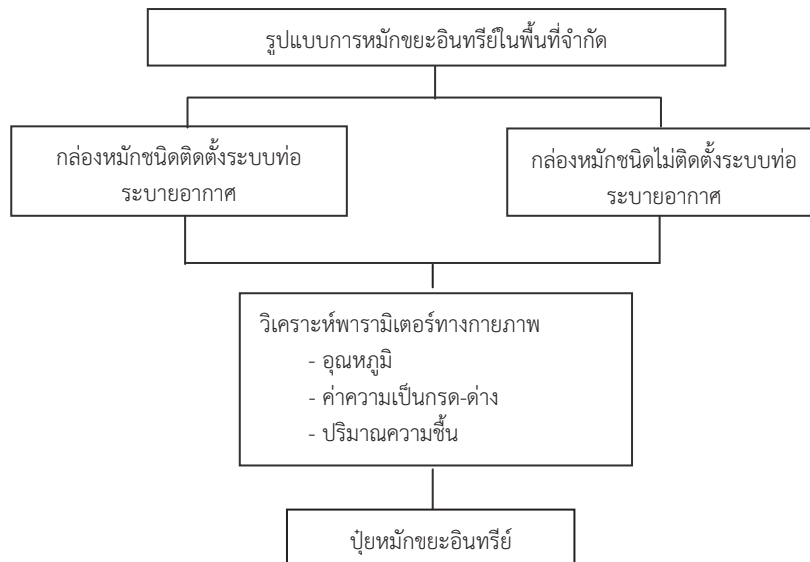 รูปแบบการหมักขยะอินทรีย์ในพื้นที่จำกัด
กล่องหมักชนิดติดตั้งระบบท่อ
ระบายอากาศ
กล่องหมักชนิดไม่ติดตั้งระบบท่อ
ระบายอากาศ
วิเคราะห์พารามิเตอร์ทางกายภาพ
- อุณหภูมิ
- ค่าความเป็นกรด-ด่าง
- ปริมาณความชื้น
ปุ๋ยหมักขยะอินทรีย์